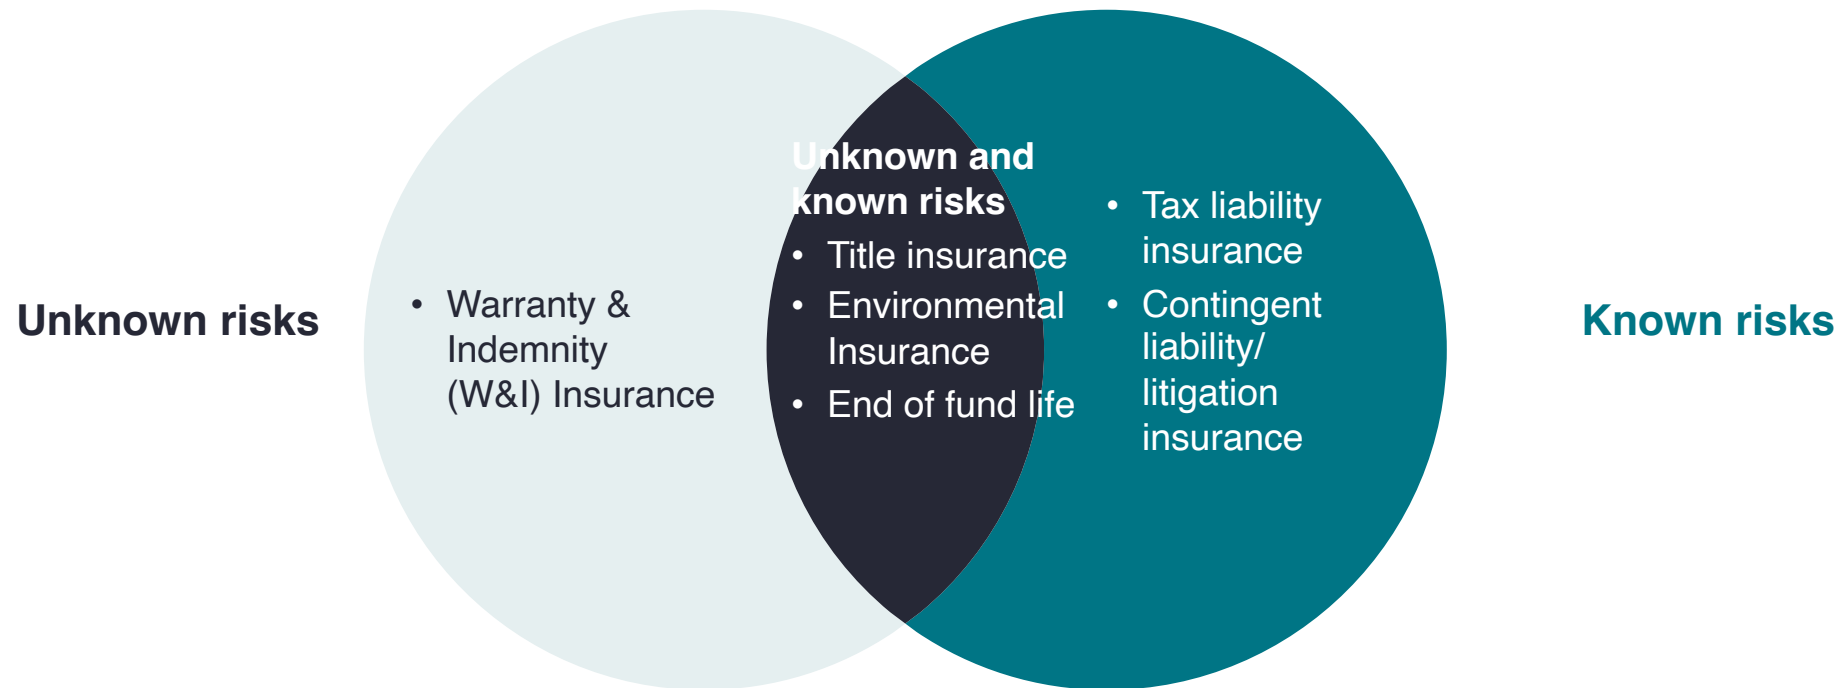 Unknown risks
• Warranty &
Indemnity
(W&I) Insurance
Unknown and
known risks
• Title insurance
• Environmental
Insurance
• End of fund life
• Tax liability
insurance
• Contingent
liability/
litigation
insurance
Known risks